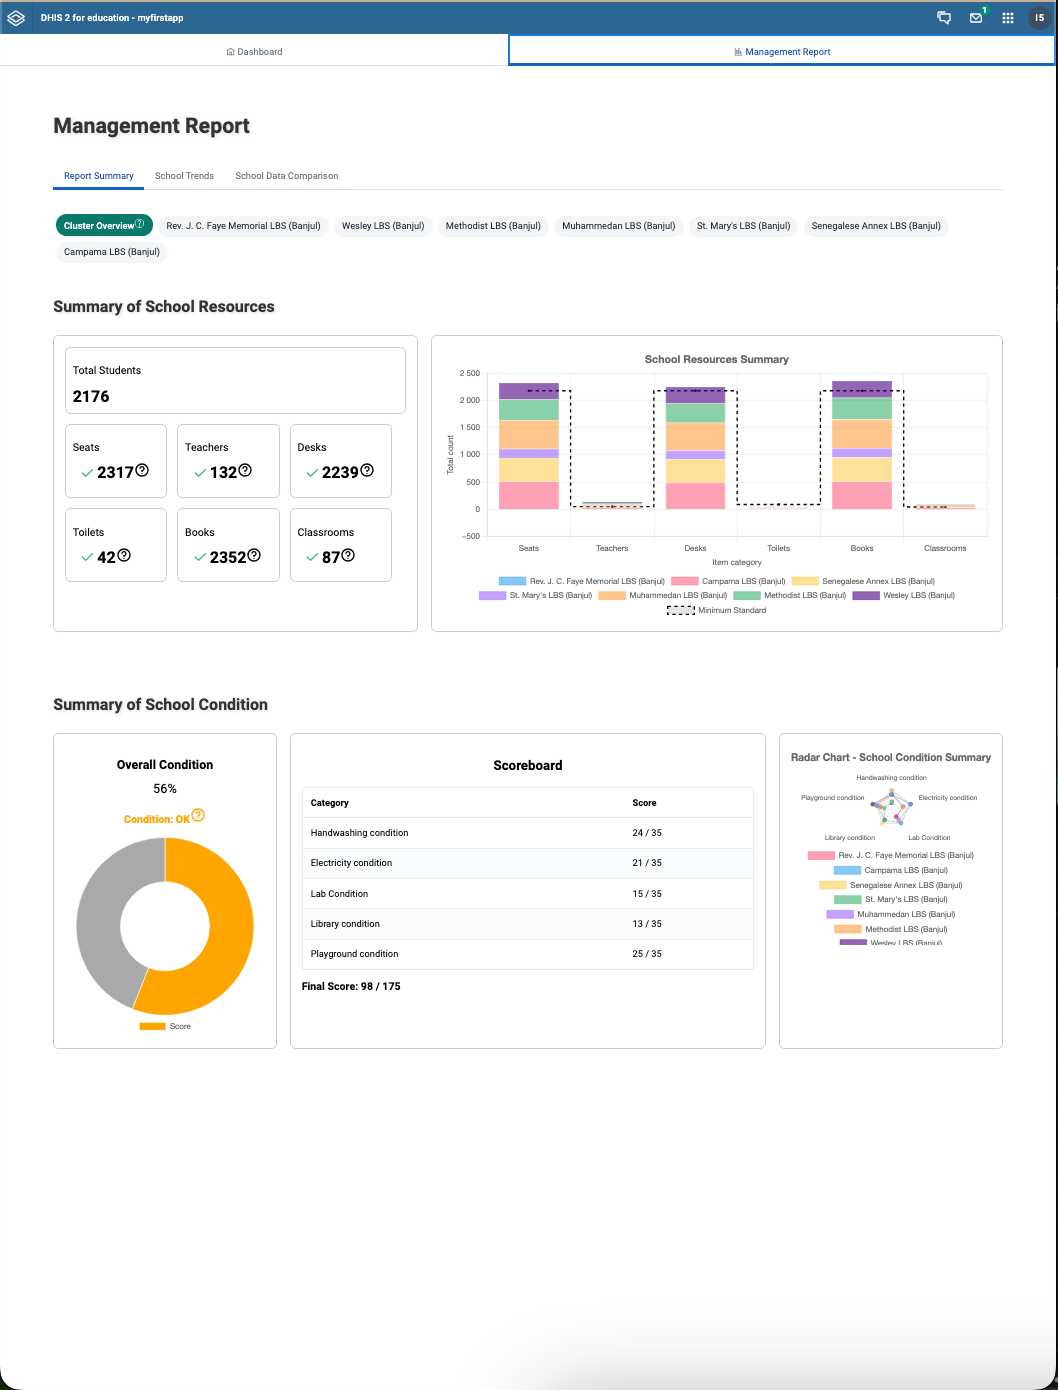 DHIS 2 for education - myfirstapp
1
I5
Dashboard
Management Report
Management Report
Report Summary
School Trends
School Data Comparison
Cluster Overview
Rev. J. C. Faye Memorial LBS (Banjul)
Wesley LBS (Banjul)
Methodist LBS (Banjul)
Muhammedan LBS (Banjul)
St. Mary's LBS (Banjul)
Senegalese Annex LBS (Banjul)
Campama LBS (Banjul)
Summary of School Resources
Total Students
2176
Seats
2317
Teachers
132
Desks
2239
Toilets
42
Books
2352
Classrooms
87
School Resources Summary
2 500
2 000
1 500
1 000
500
0
−500
Total count
Seats
Teachers
Desks
Toilets
Books
Classrooms
Item category
Rev. J. C. Faye Memorial LBS (Banjul)
Campama LBS (Banjul)
Senegalese Annex LBS (Banjul)
St. Mary's LBS (Banjul)
Muhammedan LBS (Banjul)
Methodist LBS (Banjul)
Wesley LBS (Banjul)
Minimum Standard
Summary of School Condition
Overall Condition
56%
Condition: OK
Score
Scoreboard
Category Score
Handwashing condition 24 / 35
Electricity condition 21 / 35
Lab Condition 15 / 35
Library condition 13 / 35
Playground condition 25 / 35
Final Score: 98 / 175
Radar Chart - School Condition Summary
Handwashing condition
Playground condition
Electricity condition
Library condition
Lab Condition
Rev. J. C. Faye Memorial LBS (Banjul)
Campama LBS (Banjul)
Senegalese Annex LBS (Banjul)
St. Mary's LBS (Banjul)
Muhammedan LBS (Banjul)
Methodist LBS (Banjul)
Wesley LBS (Banjul)